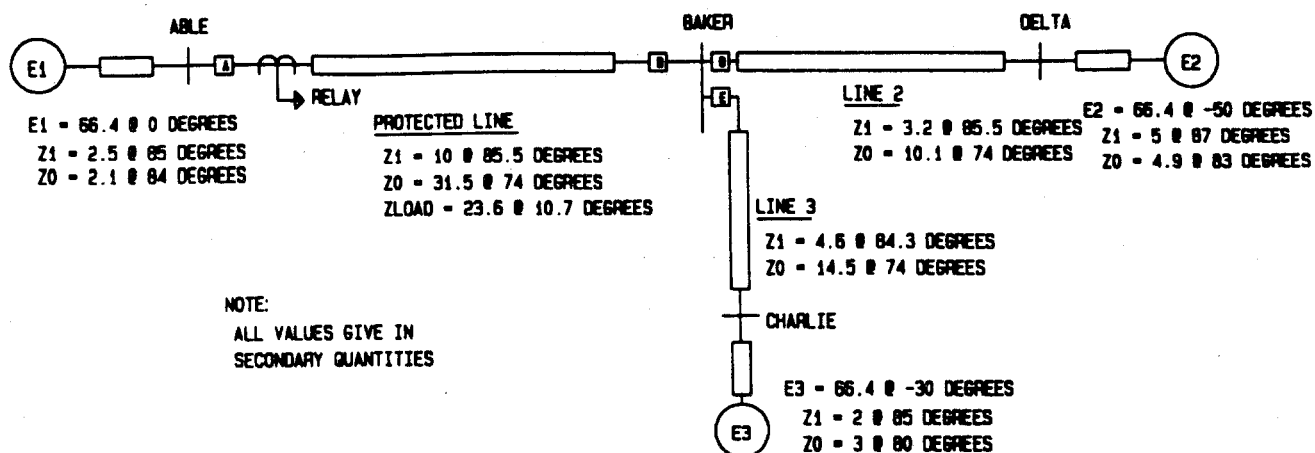 ABLE
BAKER
DELTA
E1
A
B
D
E2
E
RELAY
E1 = 66.4 @ 0 DEGREES
Z1 = 2.5 @ 85 DEGREES
Z0 = 2.1 @ 84 DEGREES
PROTECTED LINE
Z1 = 10 @ 85.5 DEGREES
Z0 = 31.5 @ 74 DEGREES
ZLOAD = 23.6 @ 10.7 DEGREES
LINE 2
Z1 = 3.2 @ 85.5 DEGREES
Z0 = 10.1 @ 74 DEGREES
E2 = 66.4 @ -50 DEGREES
Z1 = 5 @ 87 DEGREES
Z0 = 4.9 @ 83 DEGREES
LINE 3
Z1 = 4.6 @ 84.3 DEGREES
Z0 = 14.5 @ 74 DEGREES
NOTE:
ALL VALUES GIVE IN
SECONDARY QUANTITIES
CHARLIE
E3 = 66.4 @ -30 DEGREES
Z1 = 2 @ 85 DEGREES
Z0 = 3 @ 80 DEGREES
E3